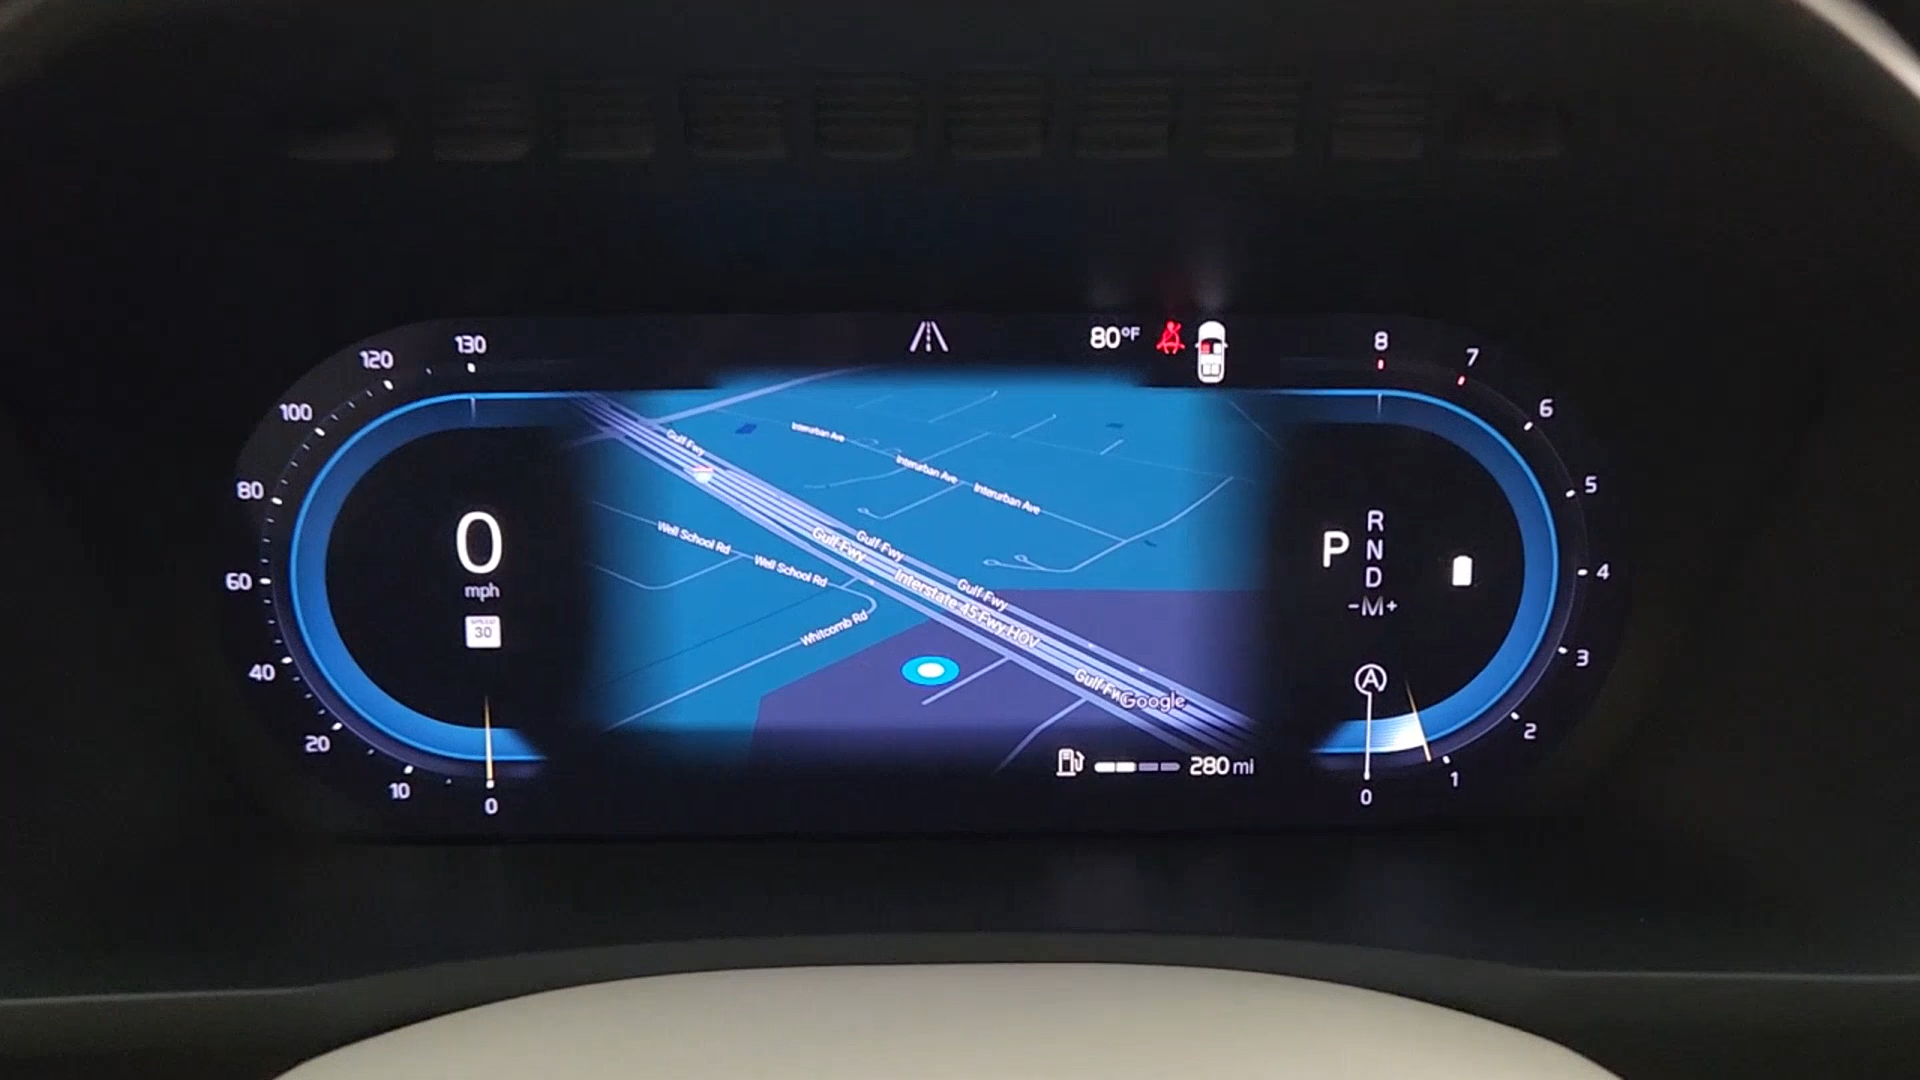 80°F
130
120
100
80
60
40
20
10
0
0
mph
SPEED
30
Gulf Fwy
Interurban Ave
Interurban Ave
Interurban Ave
Well School Rd
Well School Rd
Whitcomb Rd
Gulf Fwy
Gulf Fwy
Gulf Fwy
Interstate 45 Fwy HOV
Gulf Fw
Google
280 mi
P
R
N
D
-M+
A
8
7
6
5
4
3
2
1
0